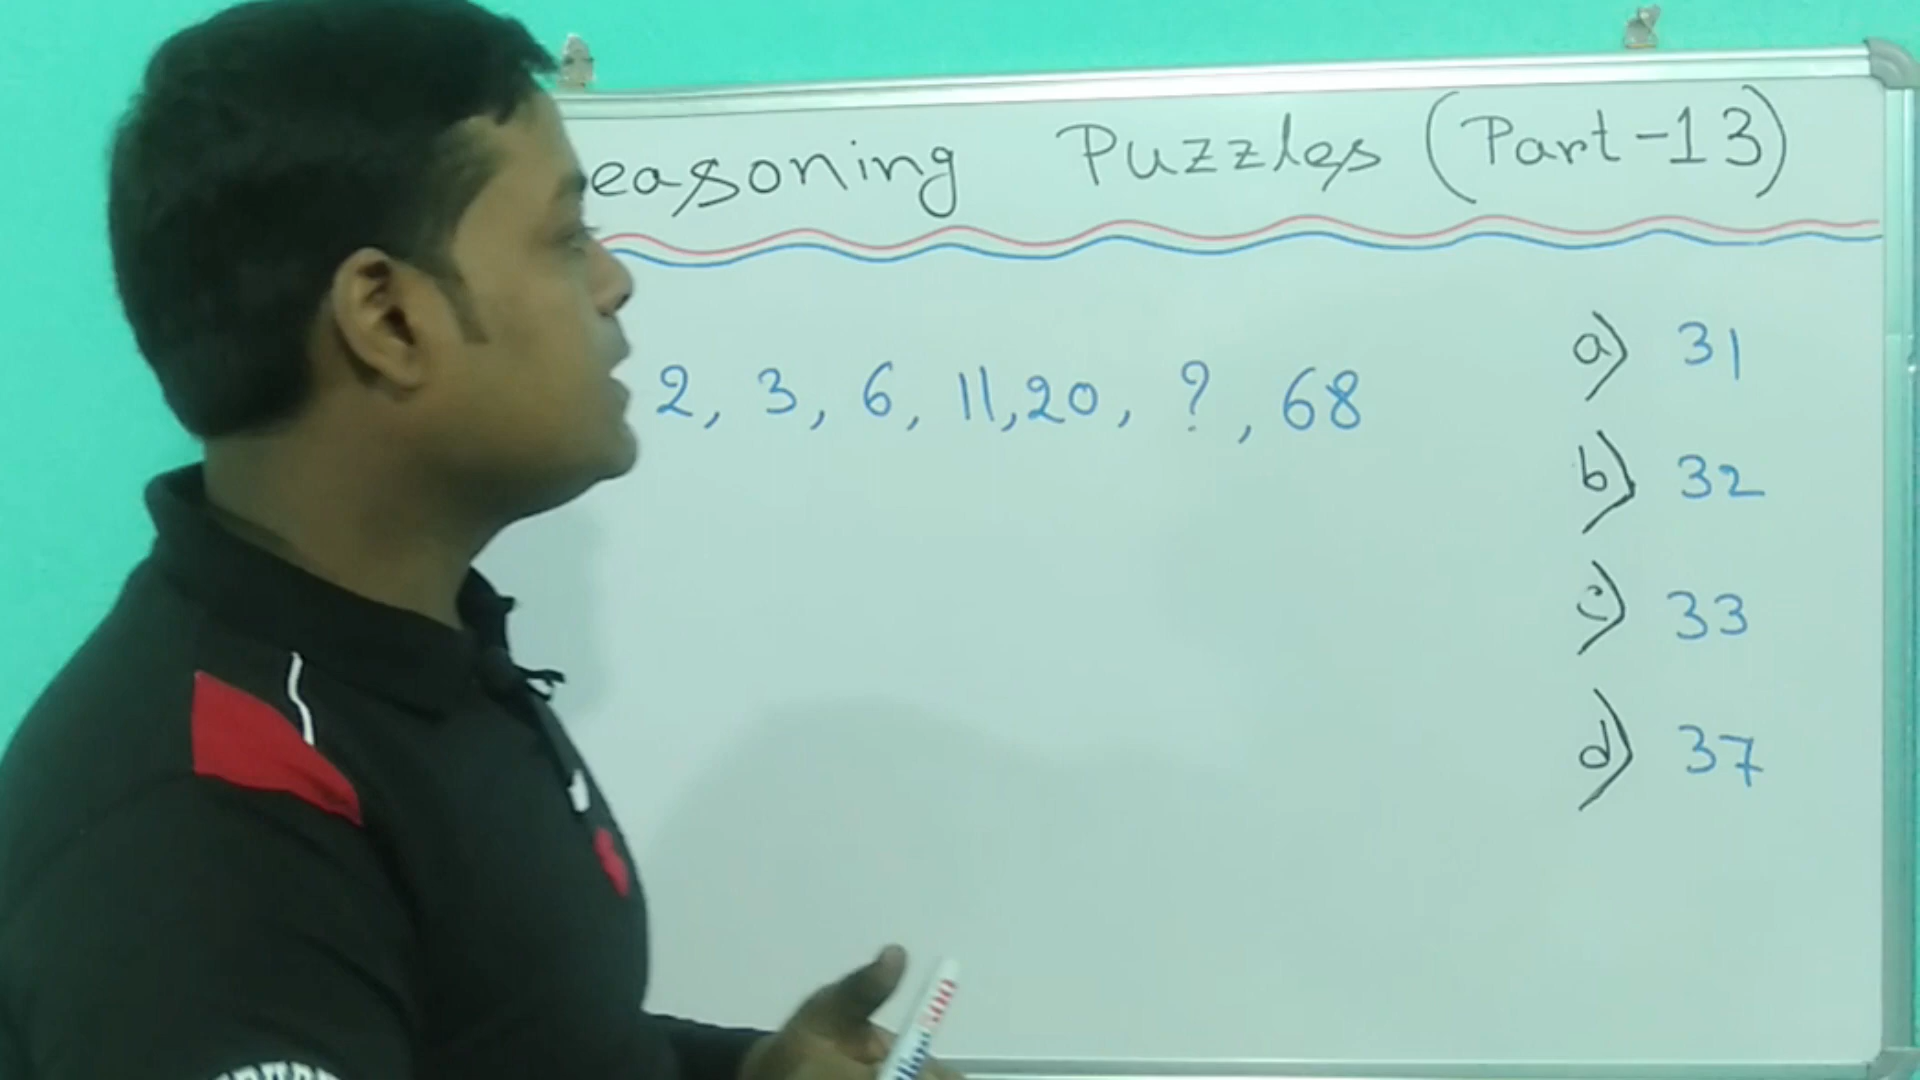 easoning Puzzles (Part-13)
2, 3, 6, 11, 20, ?, 68
a) 31
b) 32
c) 33
d) 37